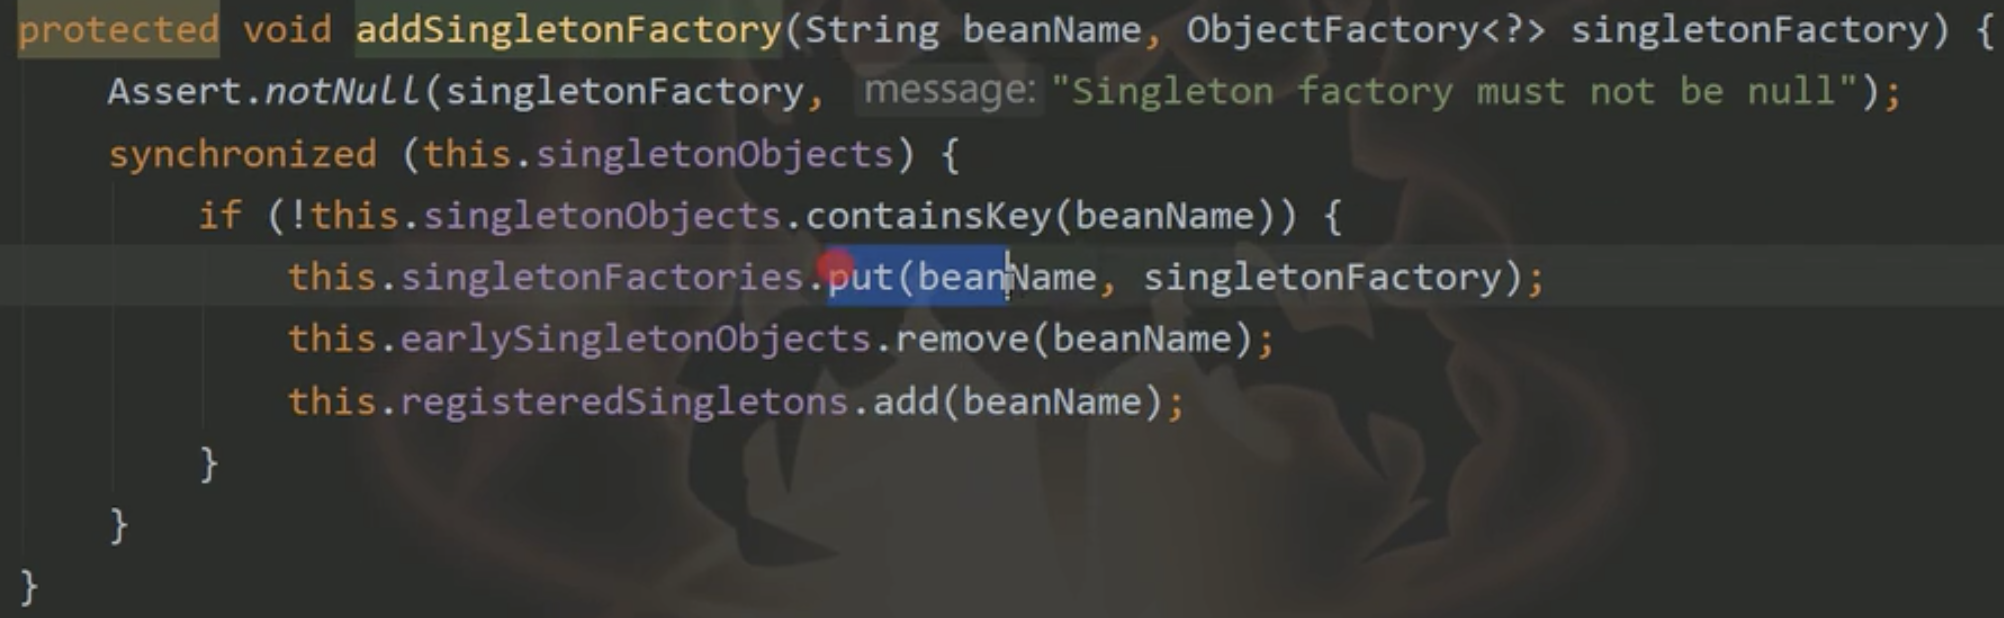 protected void addSingletonFactory(String beanName, ObjectFactory<?> singletonFactory) {
Assert.notNull(singletonFactory, message: "Singleton factory must not be null");
synchronized (this.singletonObjects) {
if (!this.singletonObjects.containsKey(beanName)) {
this.singletonFactories.put(beanName, singletonFactory);
this.earlySingletonObjects.remove(beanName);
this.registeredSingletons.add(beanName);
}
}
}